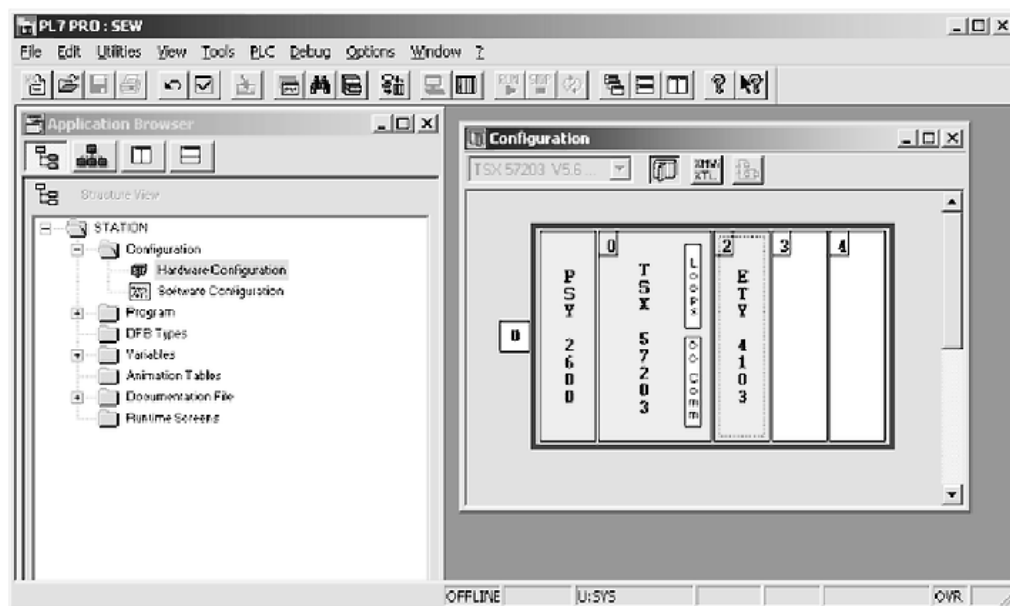 PL7 PRO : SEW
File Edit Utilities View Tools PLC Debug Options Window ?
RUN STOP
Application Browser
Structure View
STATION
Configuration
Hardware Configuration
Software Configuration
Program
DFB Types
Variables
Animation Tables
Documentation File
Runtime Screens
Configuration
TSX 57203 V5.6 ...
0
PSY 2600
0
TSX 57203
Loops
Comm
2
ETY 4103
3
4
OFFLINE U:SYS OVR